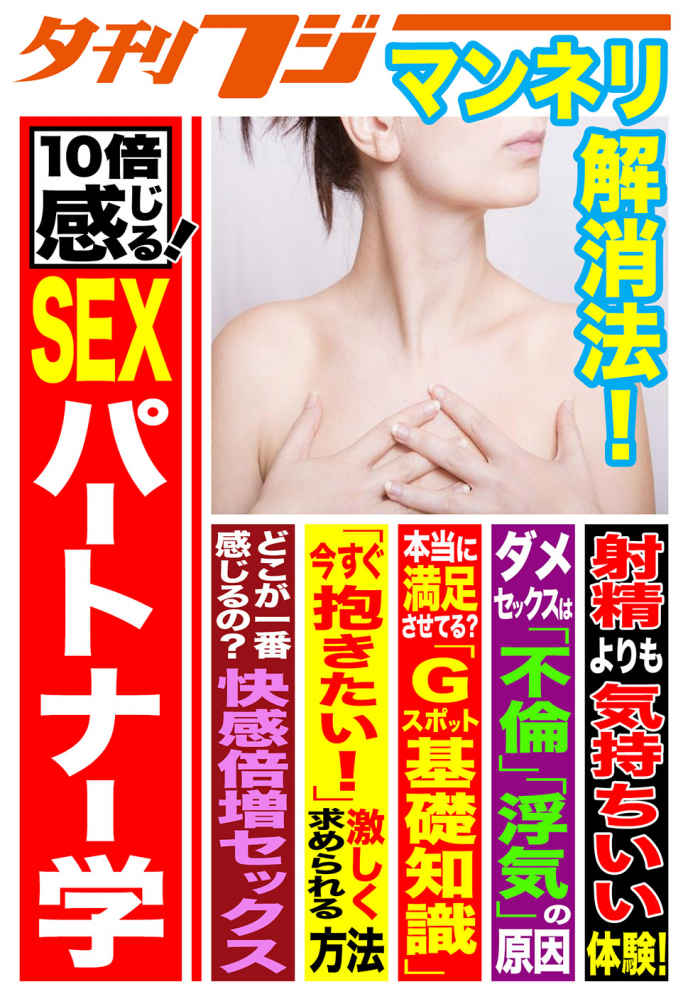 夕刊フジ
マンネリ
解消法!
10倍
感じる!!
SEX
パートナー学
射精
よりも
気持ちいい
体験!
ダメ
セックスは
「不倫」「浮気」の
原因
本当に
満足
させてる?
「Gスポット
基礎知識」
「今すぐ
抱きたい!」
激しく
求められる
方法
どこが一番
感じるの?
快感倍増セックス